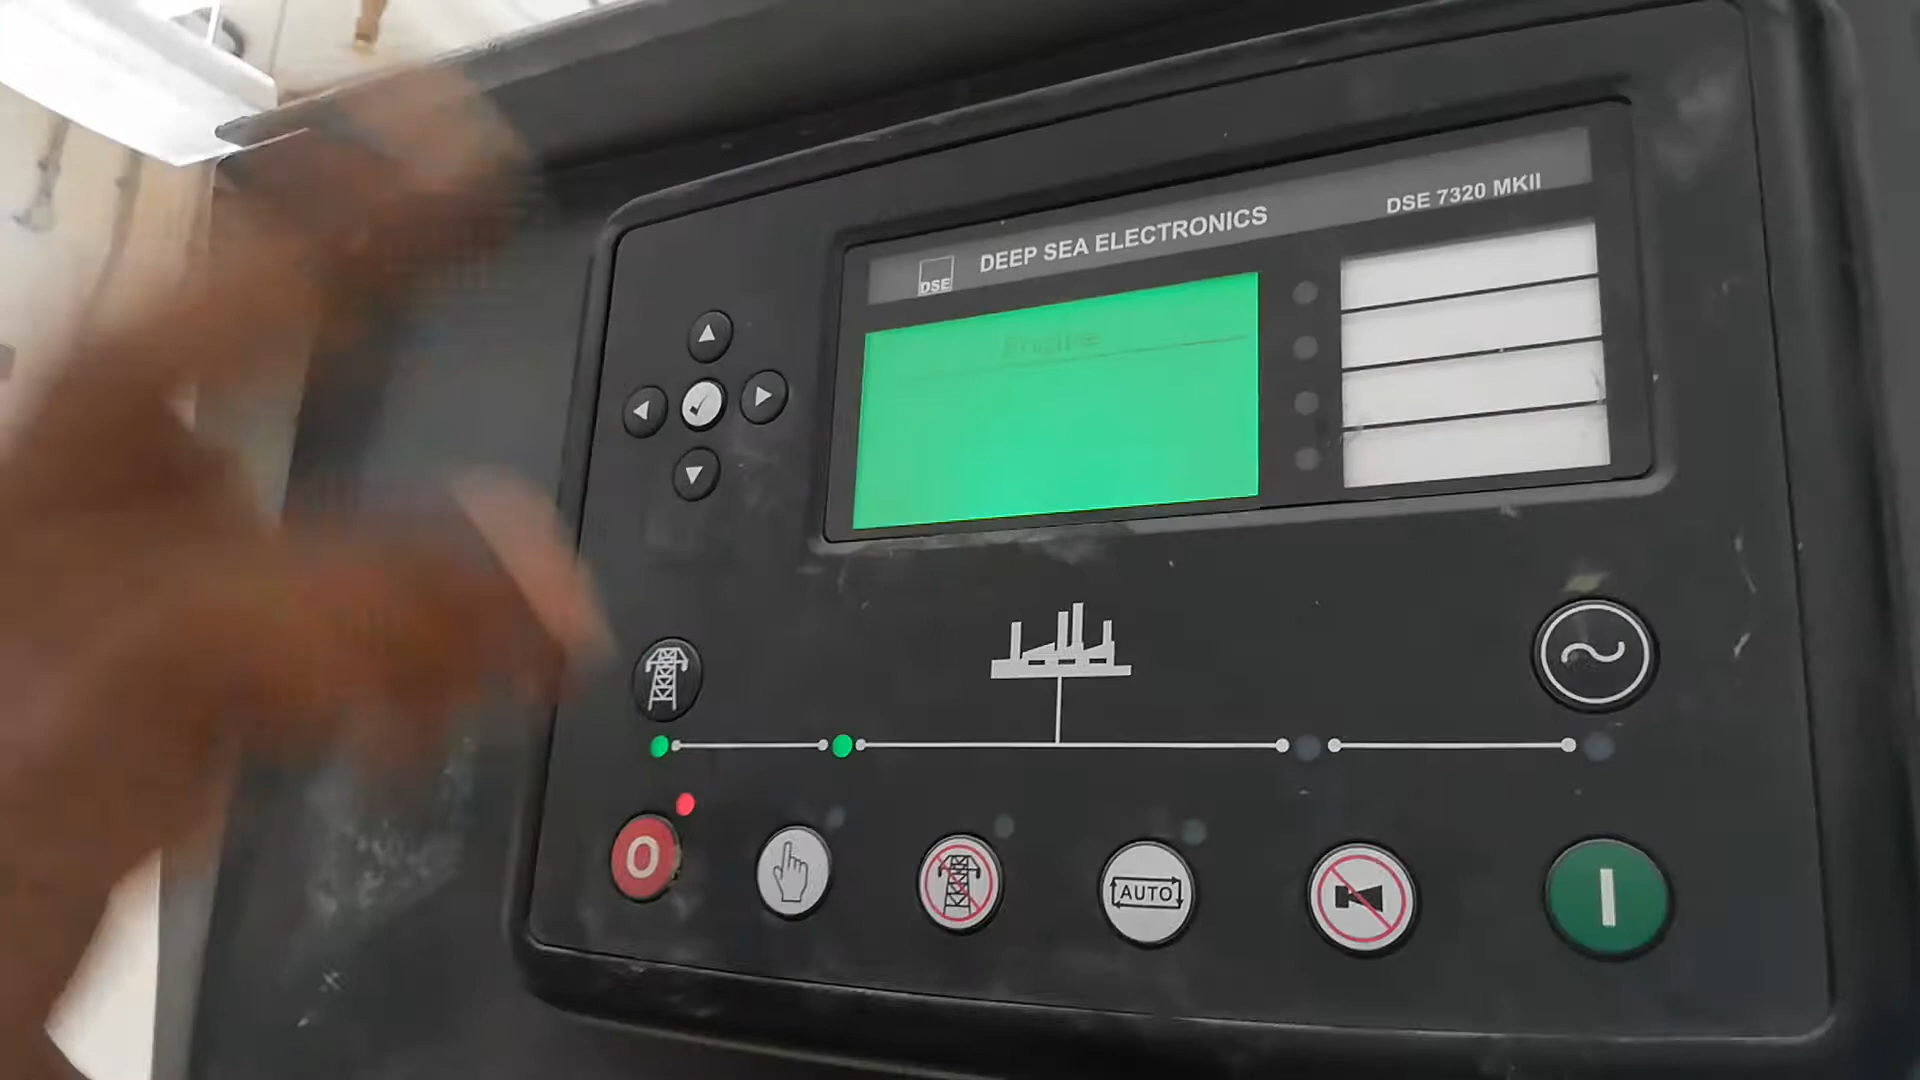 DSE 7320 MKII
DEEP SEA ELECTRONICS
DSE
Engine
O
AUTO
I